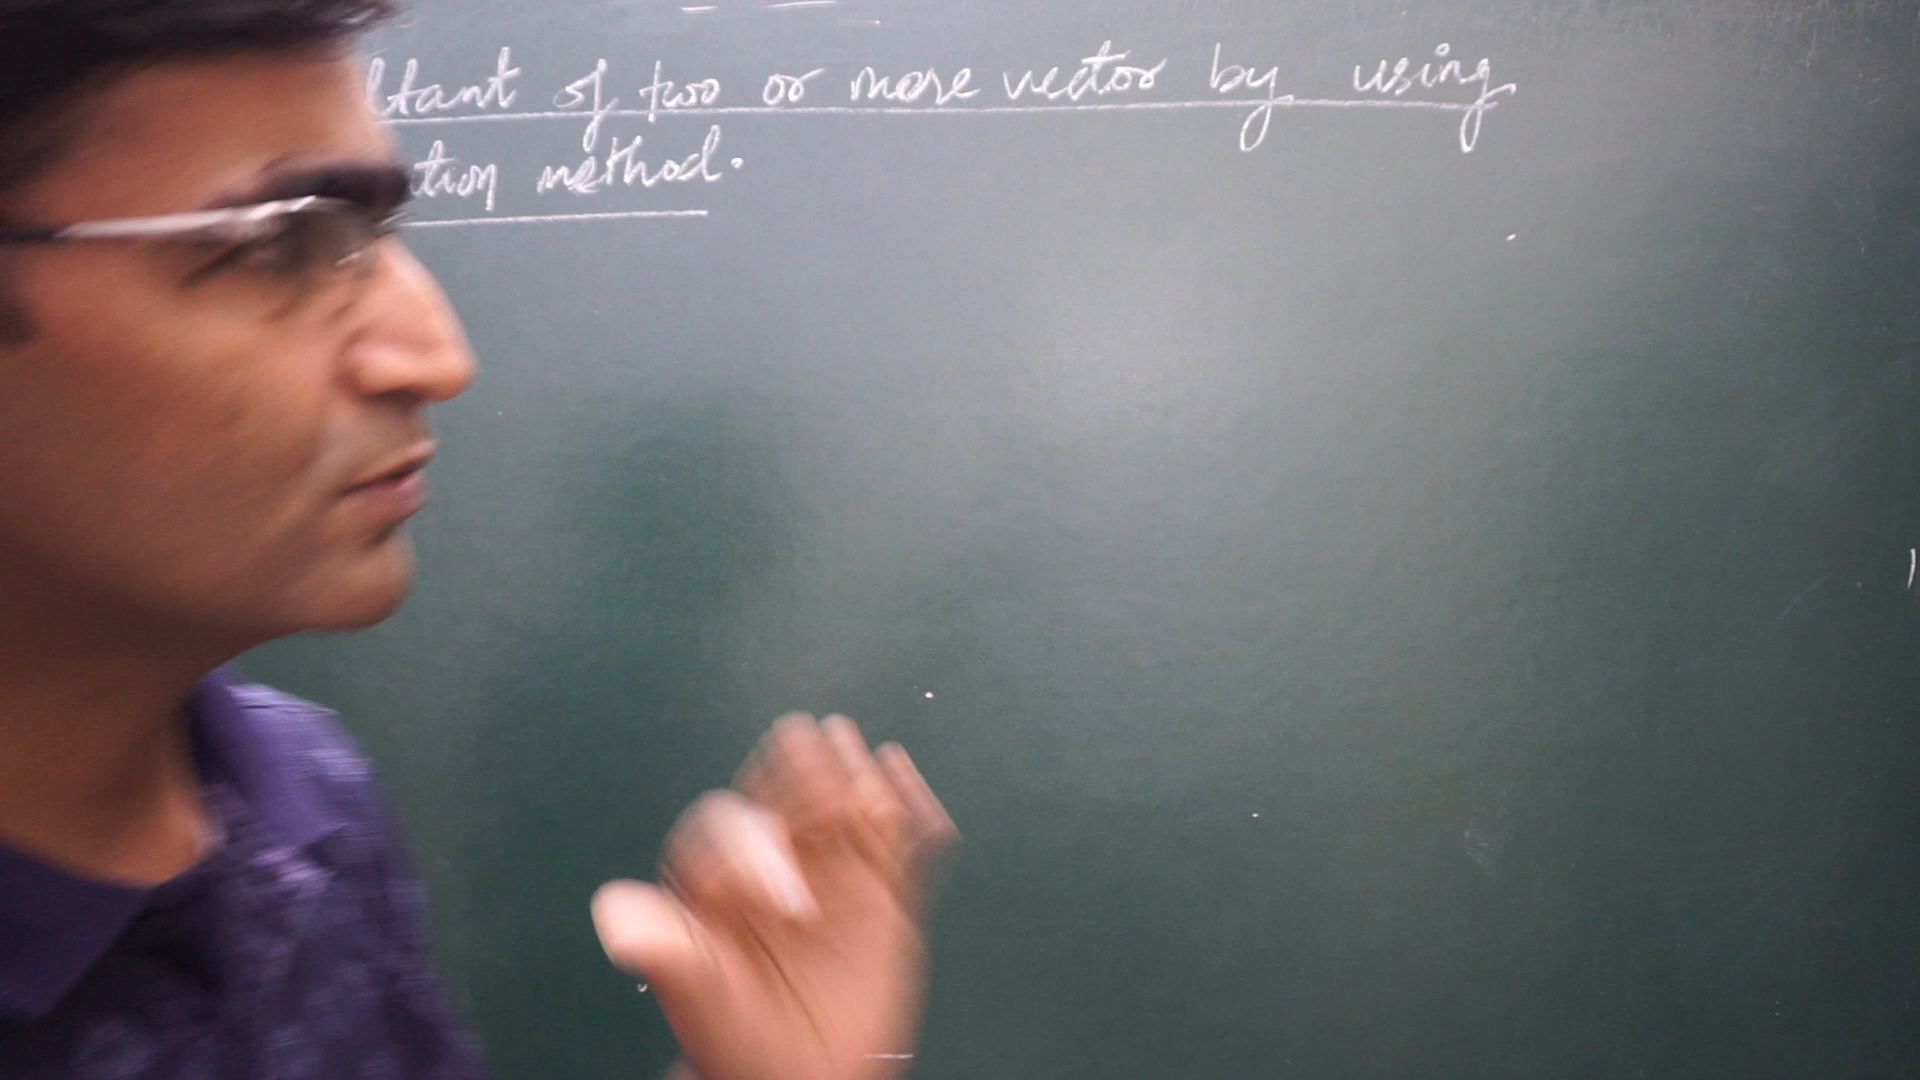 ltant of two or more vector by using
tion method.